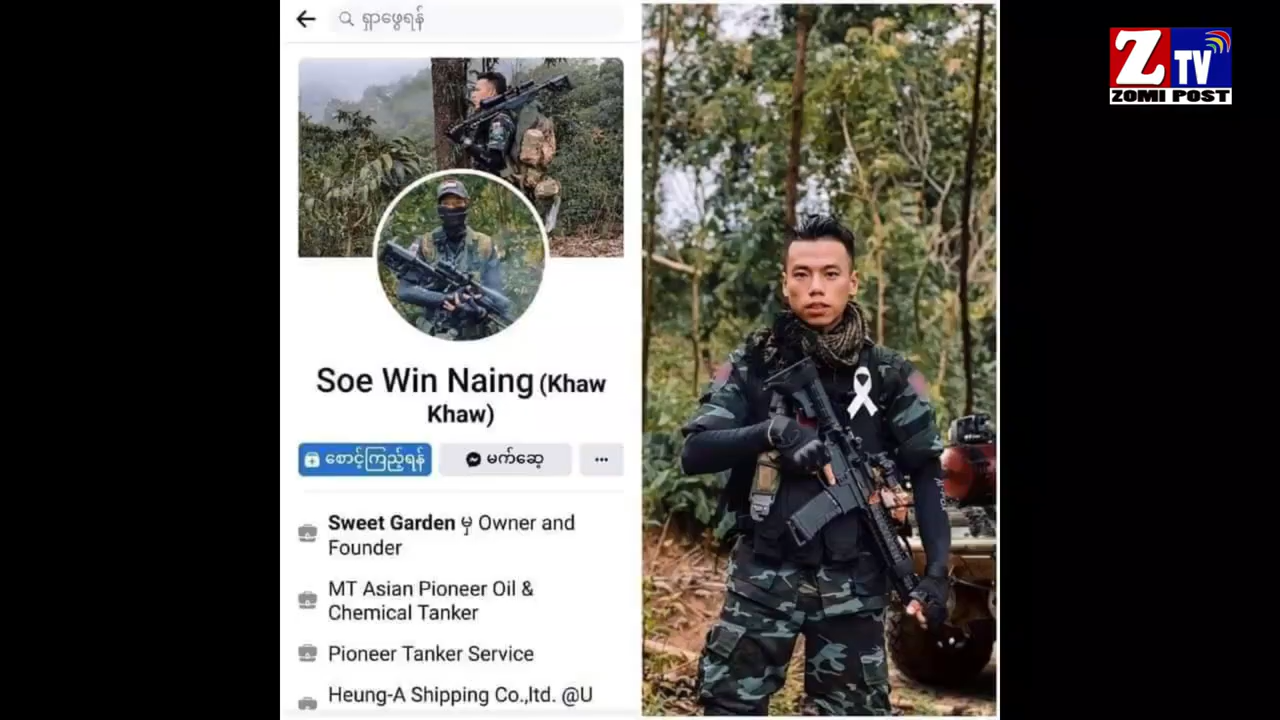 ရှာဖွေရန်
Z TV
ZOMI POST
Soe Win Naing (Khaw
Khaw)
စောင့်ကြည့်ရန်
မက်ဆေ့
Sweet Garden မှ Owner and
Founder
MT Asian Pioneer Oil &
Chemical Tanker
Pioneer Tanker Service
Heung-A Shipping Co.,ltd. @U